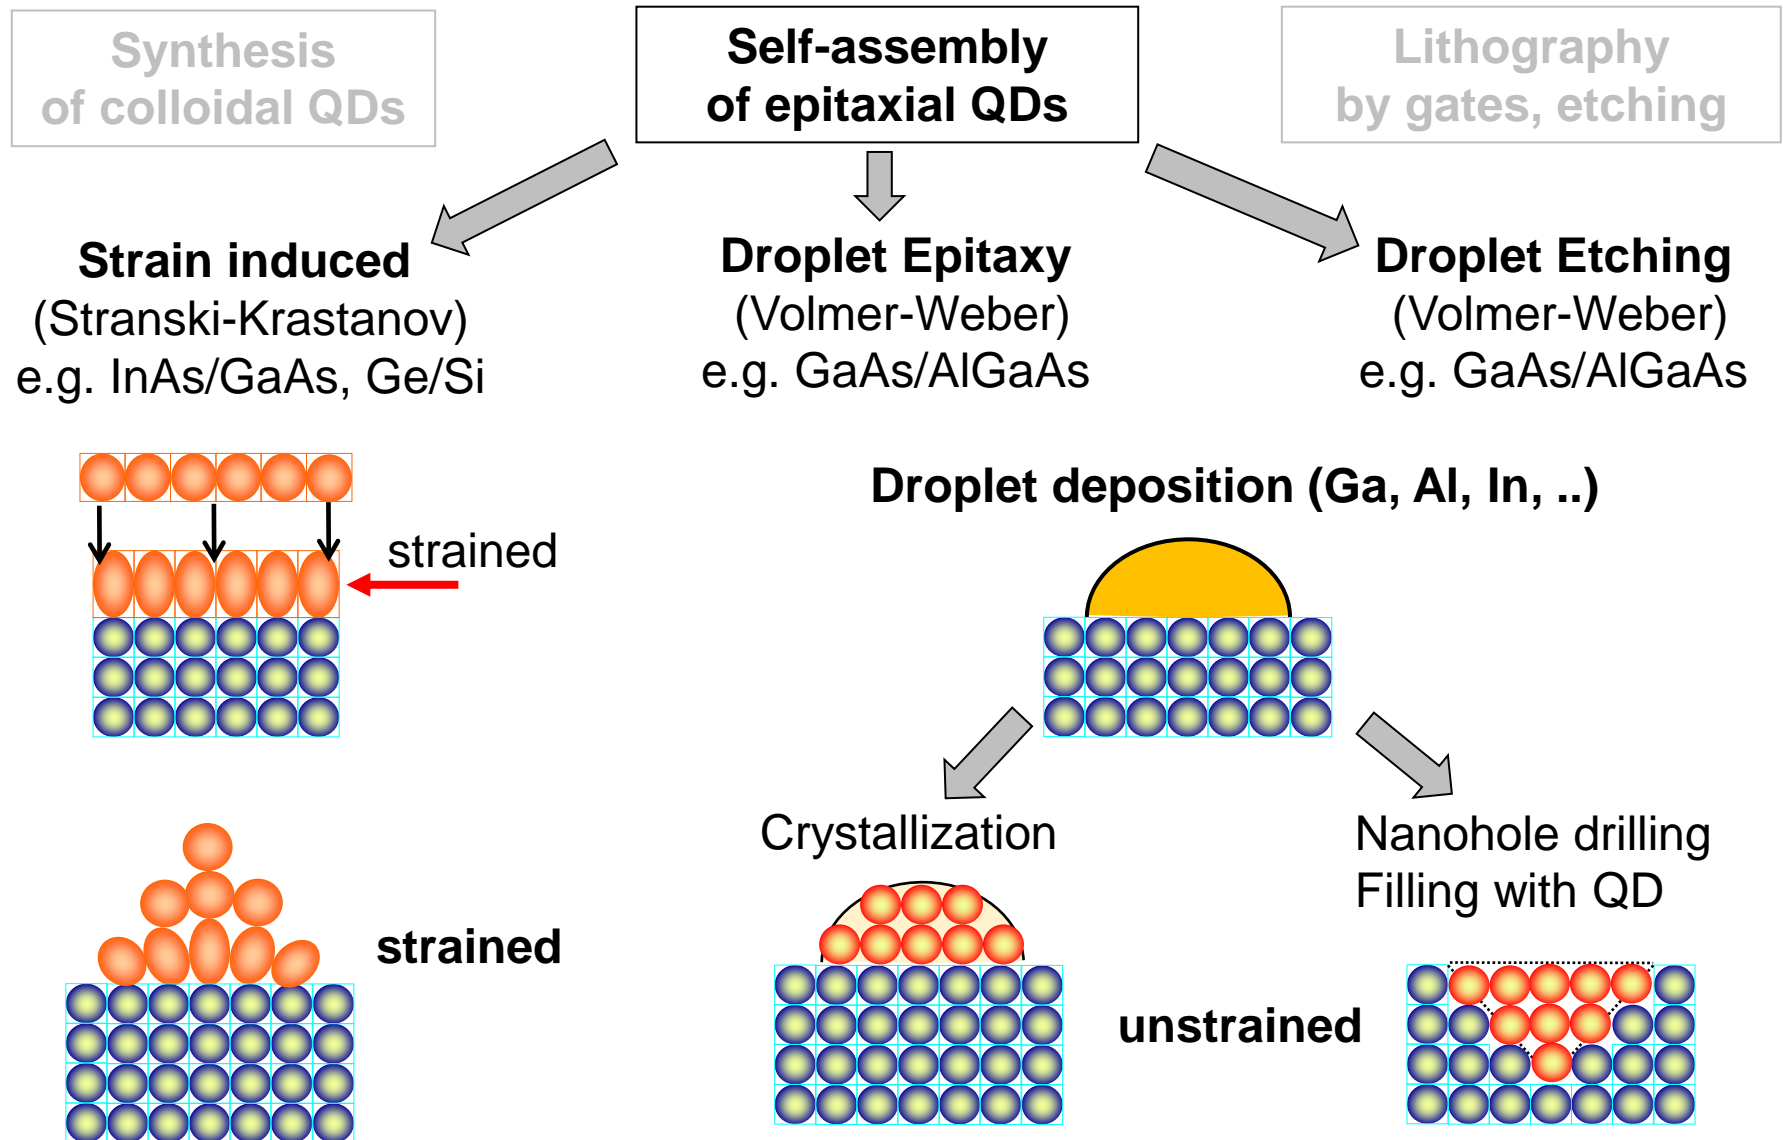 Synthesis
of colloidal QDs
Self-assembly
of epitaxial QDs
Lithography
by gates, etching
Strain induced
(Stranski-Krastanov)
e.g. InAs/GaAs, Ge/Si
Droplet Epitaxy
(Volmer-Weber)
e.g. GaAs/AlGaAs
Droplet Etching
(Volmer-Weber)
e.g. GaAs/AlGaAs
strained
Droplet deposition (Ga, Al, In, ..)
Crystallization
Nanohole drilling
Filling with QD
strained
unstrained